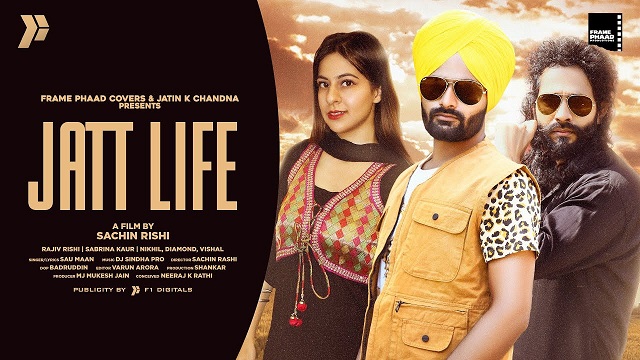 FRAME PHAAD COVERS & JATIN K CHANDNA
PRESENTS
JATT LIFE
A FILM BY
SACHIN RISHI
RAJIV RISHI | SABRINA KAUR | NIKHIL, DIAMOND, VISHAL
SINGER/LYRICS SAU MAAN MUSIC DJ SINDHA PRO DIRECTOR SACHIN RASHI
DOP BADRUDDIN EDITOR VARUN ARORA PRODUCTION SHANKAR
PRODUCER MJ MUKESH JAIN CONCEIVED NEERAJ K RATHI
PUBLICITY BY F1 DIGITALS
FRAME
PHAAD
PRODUCTIONS